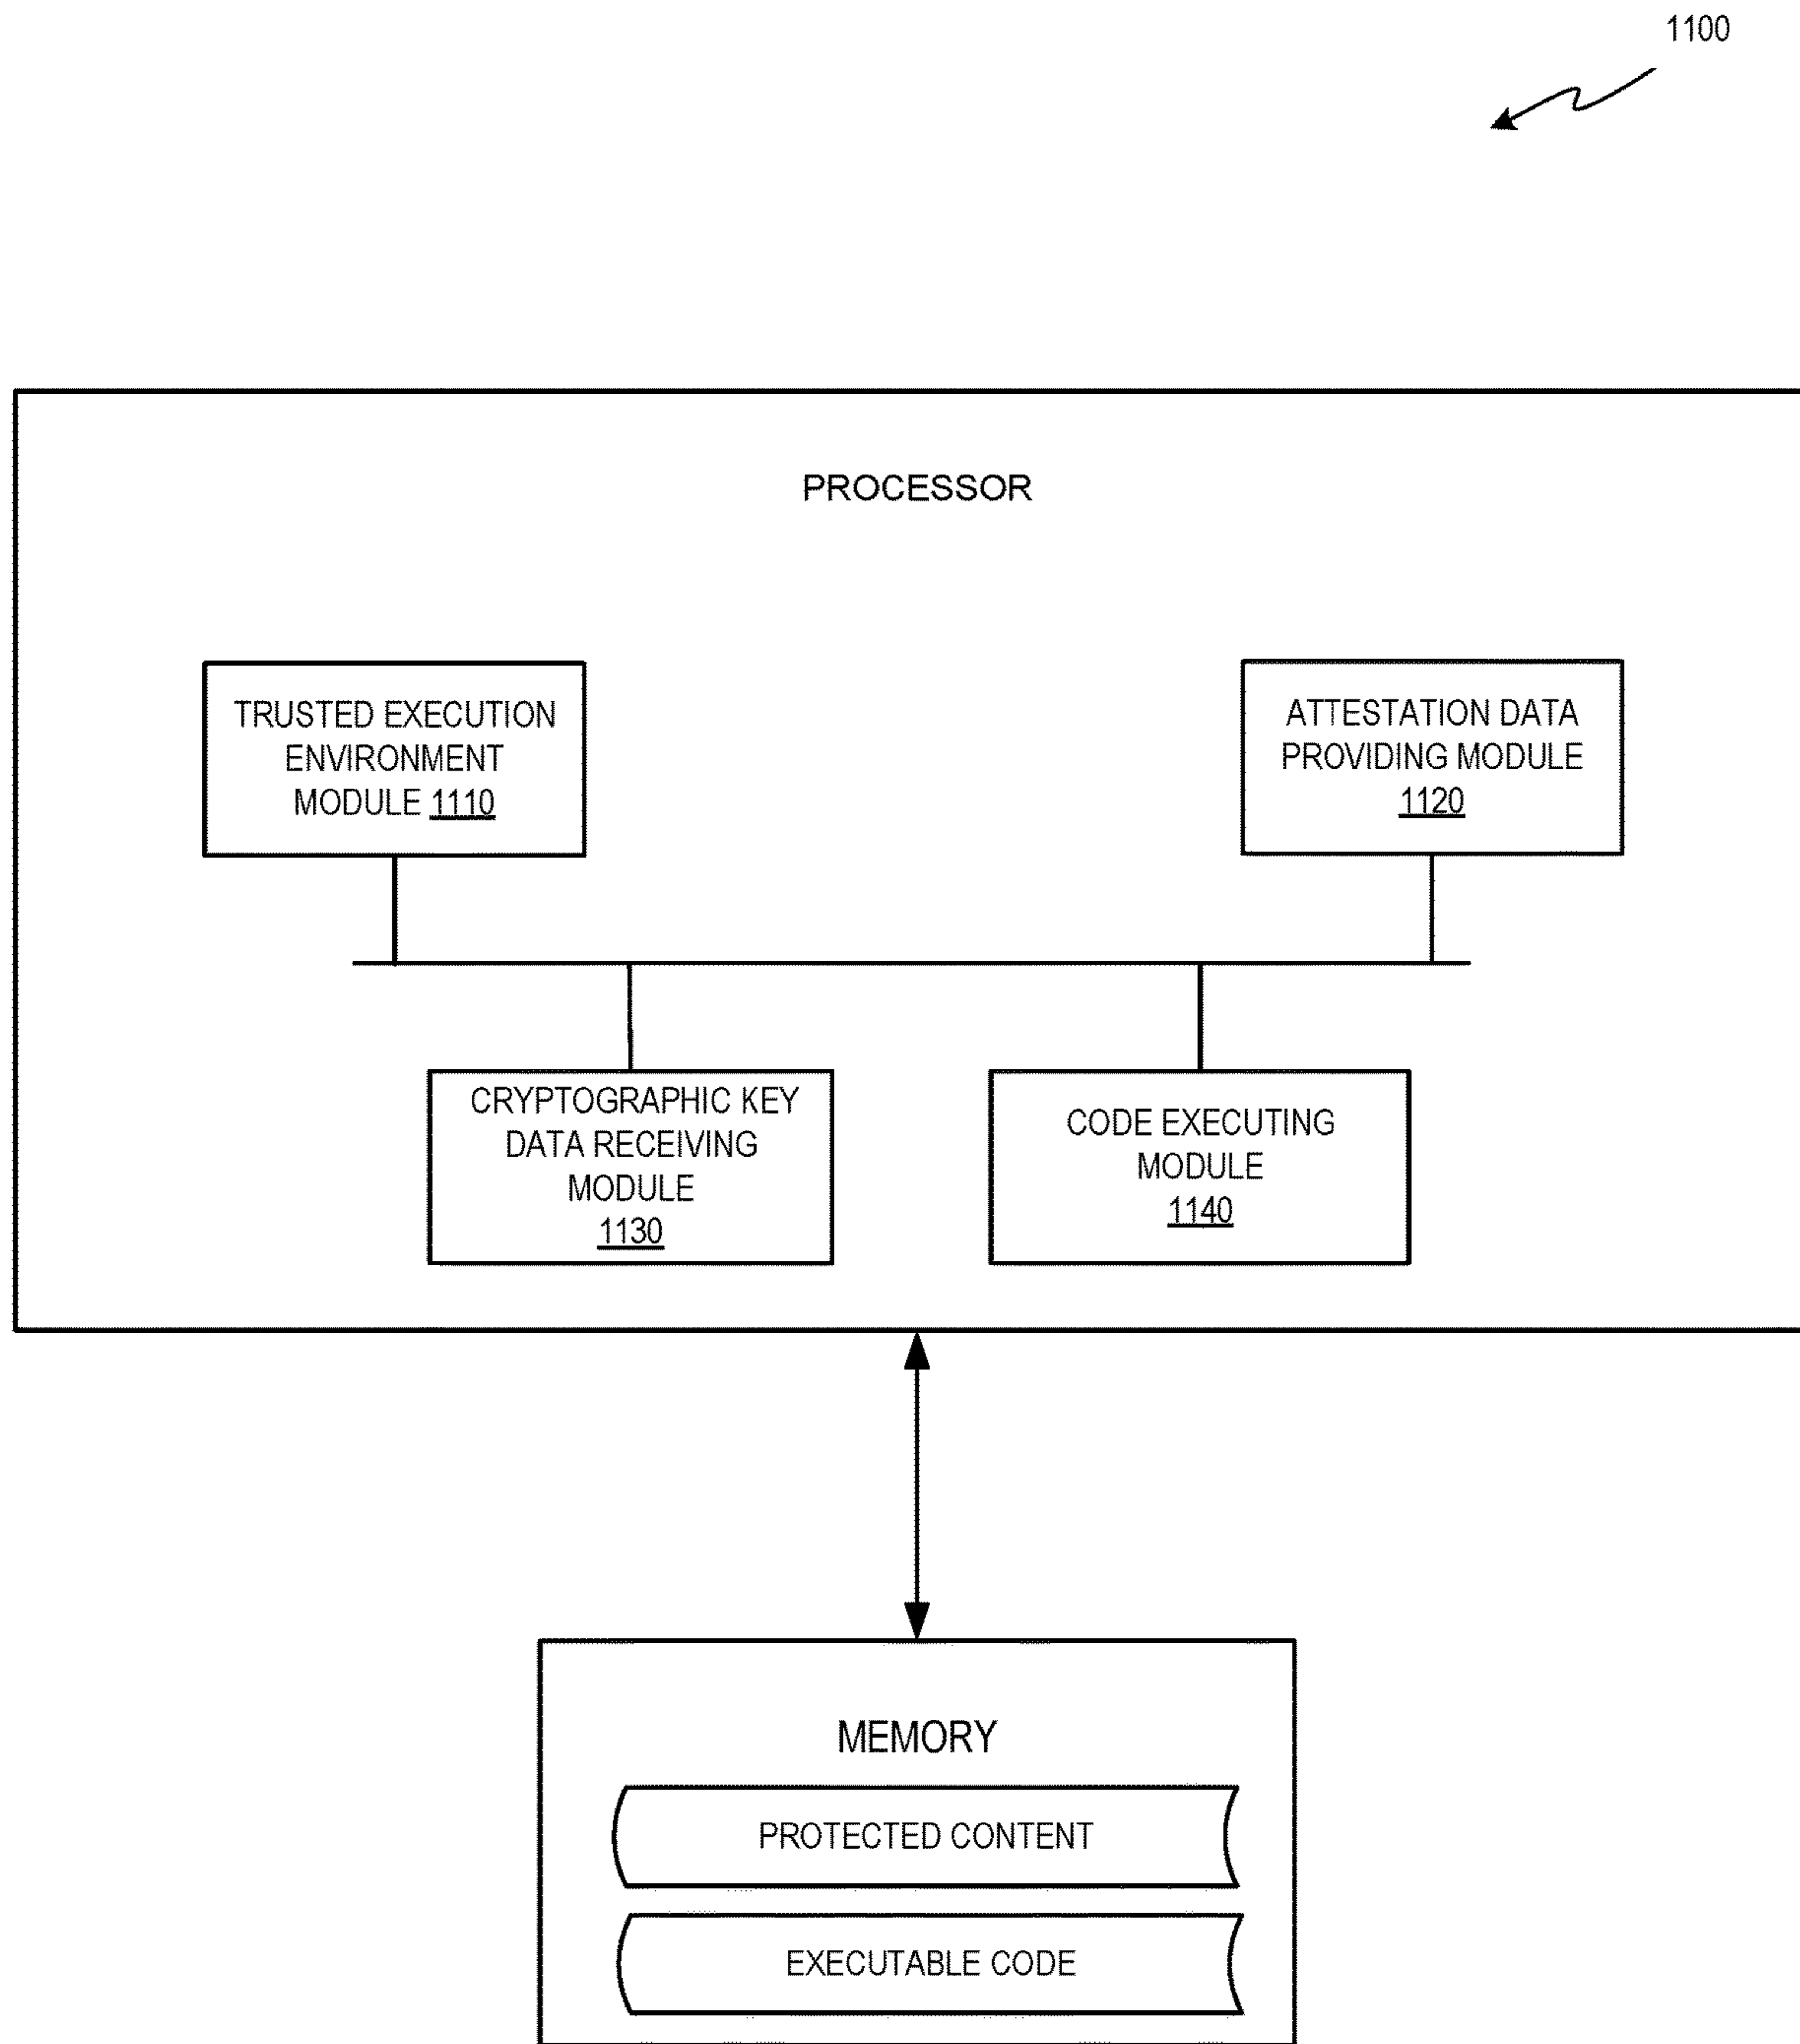 1100
PROCESSOR
TRUSTED EXECUTION
ENVIRONMENT
MODULE 1110
ATTESTATION DATA
PROVIDING MODULE
1120
CRYPTOGRAPHIC KEY
DATA RECEIVING
MODULE
1130
CODE EXECUTING
MODULE
1140
MEMORY
PROTECTED CONTENT
EXECUTABLE CODE